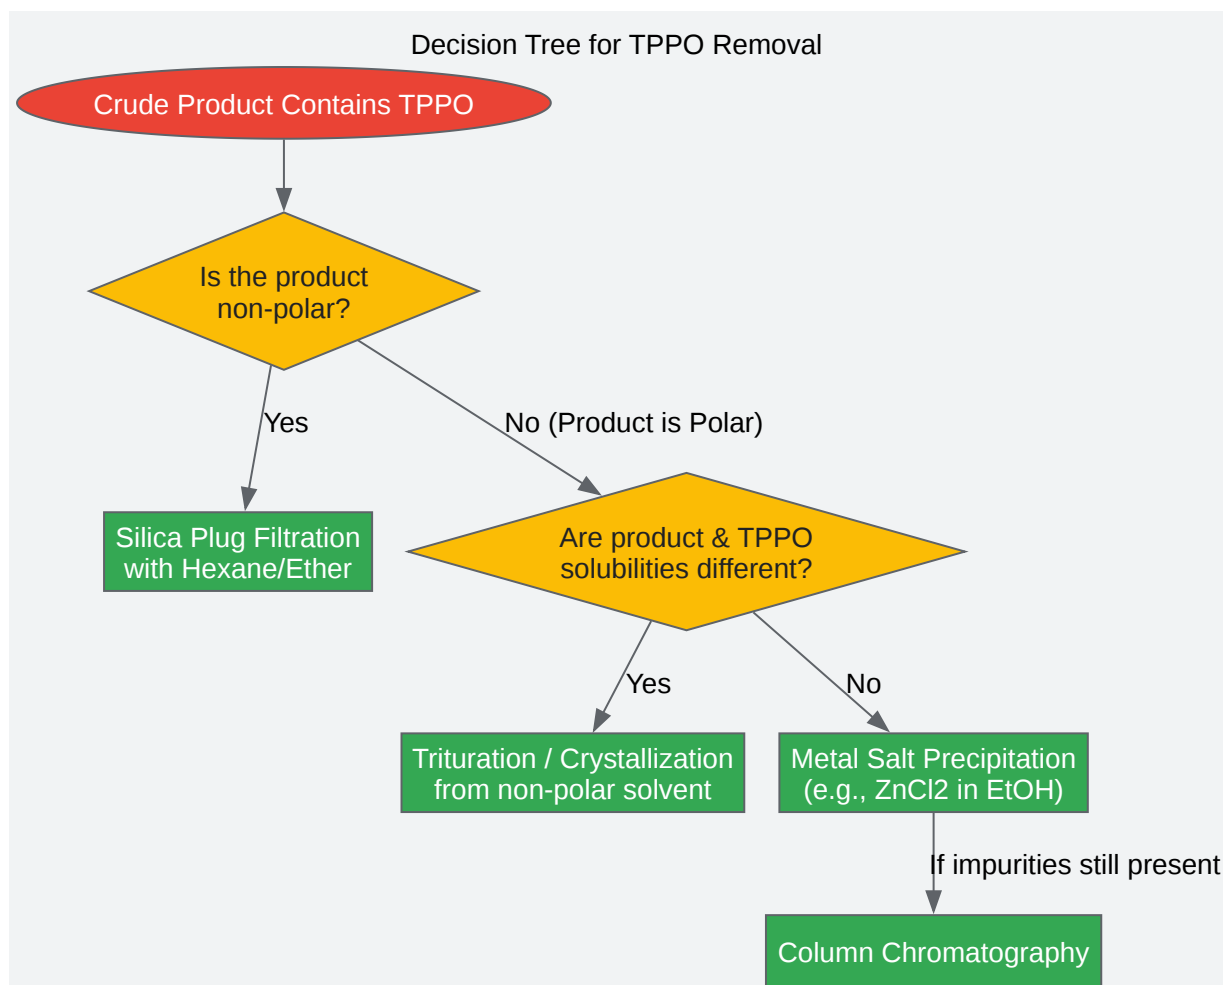 Decision Tree for TPPO Removal
Crude Product Contains TPPO
Is the product
non-polar?
Yes
No (Product is Polar)
Silica Plug Filtration
with Hexane/Ether
Are product & TPPO
solubilities different?
Yes
No
Trituration / Crystallization
from non-polar solvent
Metal Salt Precipitation
(e.g., ZnCl2 in EtOH)
If impurities still present
Column Chromatography